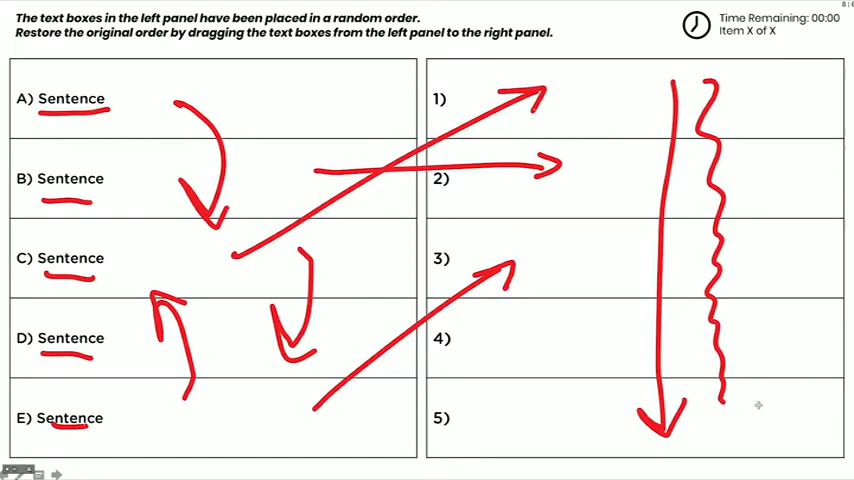 The text boxes in the left panel have been placed in a random order.
Restore the original order by dragging the text boxes from the left panel to the right panel.
Time Remaining: 00:00
Item X of X
A) Sentence
B) Sentence
C) Sentence
D) Sentence
E) Sentence
1)
2)
3)
4)
5)